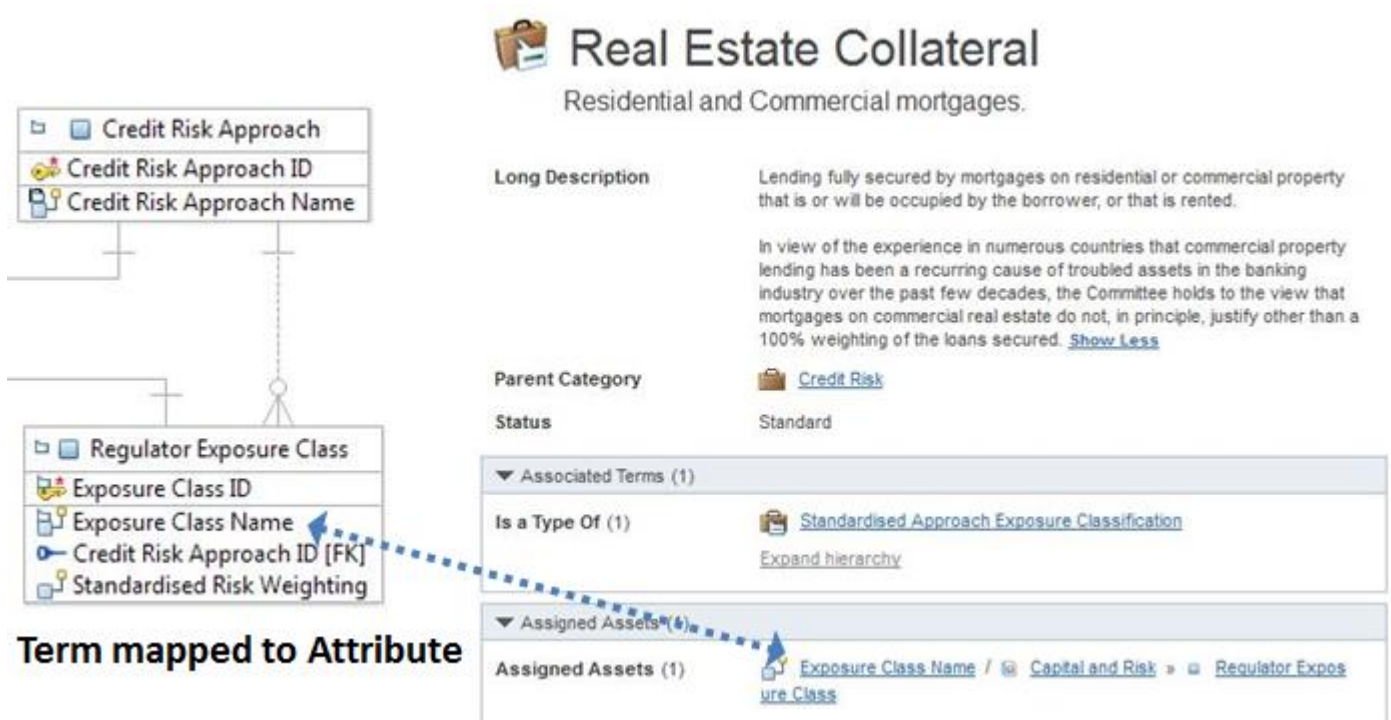 Real Estate Collateral
Residential and Commercial mortgages.
Credit Risk Approach
Credit Risk Approach ID
Credit Risk Approach Name
Long Description
Lending fully secured by mortgages on residential or commercial property
that is or will be occupied by the borrower, or that is rented.
In view of the experience in numerous countries that commercial property
lending has been a recurring cause of troubled assets in the banking
industry over the past few decades, the Committee holds to the view that
mortgages on commercial real estate do not, in principle, justify other than a
100% weighting of the loans secured. Show Less
Parent Category
Credit Risk
Status
Standard
Regulator Exposure Class
Exposure Class ID
Exposure Class Name
Credit Risk Approach ID [FK]
Standardised Risk Weighting
Term mapped to Attribute
Associated Terms (1)
Is a Type Of (1)
Standardised Approach Exposure Classification
Expand hierarchy
Assigned Assets (1)
Assigned Assets (1)
Exposure Class Name / Capital and Risk » Regulator Expos
ure Class